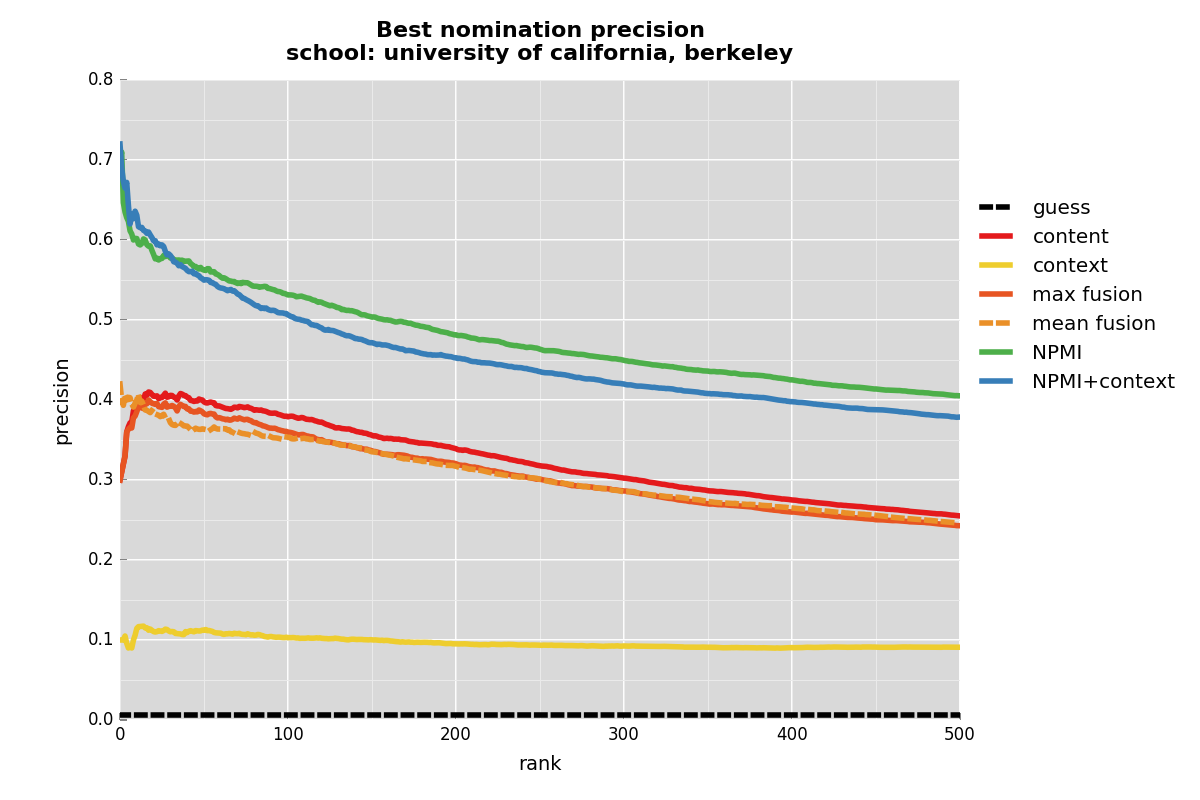 Best nomination precision
school: university of california, berkeley
0.8
0.7
0.6
0.5
0.4
0.3
0.2
0.1
0.0
precision
0
100
200
300
400
500
rank
guess
content
context
max fusion
mean fusion
NPMI
NPMI+context